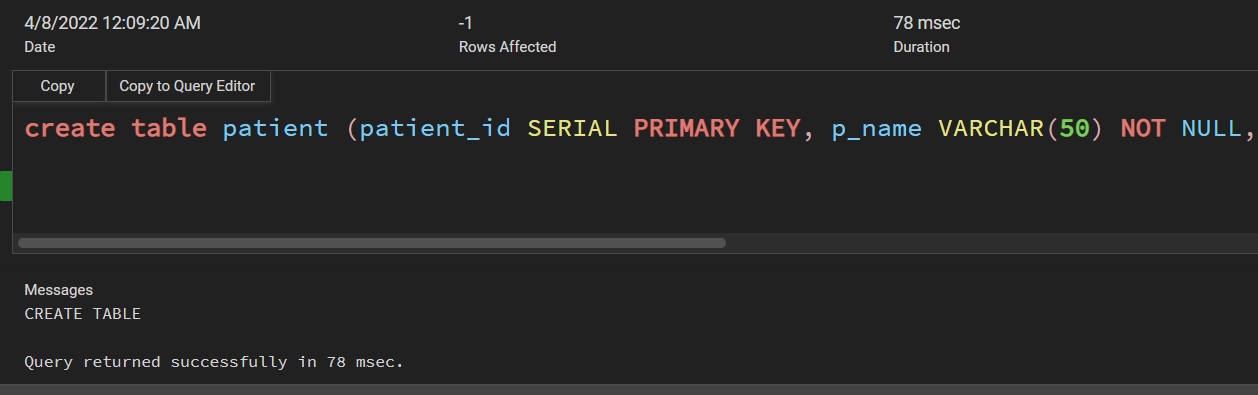 4/8/2022 12:09:20 AM -1 78 msec
Date Rows Affected Duration
Copy Copy to Query Editor
create table patient (patient_id SERIAL PRIMARY KEY, p_name VARCHAR(50) NOT NULL,
Messages
CREATE TABLE
Query returned successfully in 78 msec.